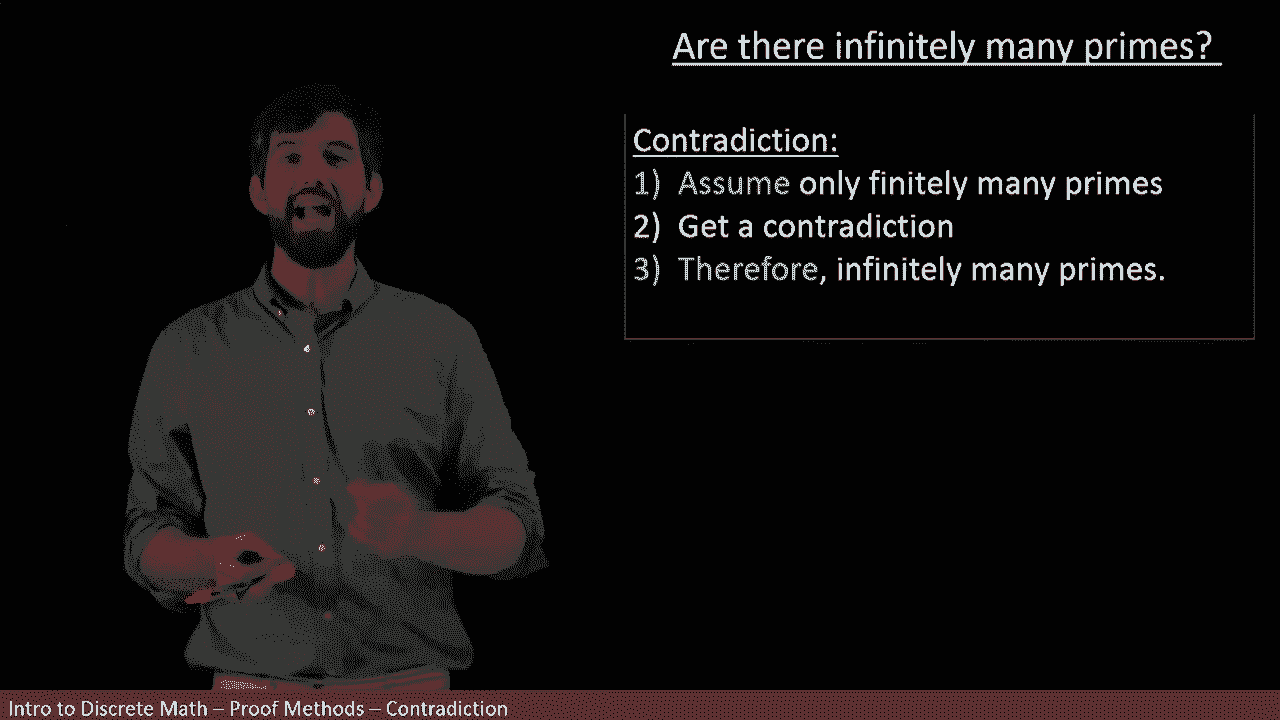 Are there infinitely many primes?
Contradiction:
1) Assume only finitely many primes
2) Get a contradiction
3) Therefore, infinitely many primes.
Intro to Discrete Math – Proof Methods – Contradiction